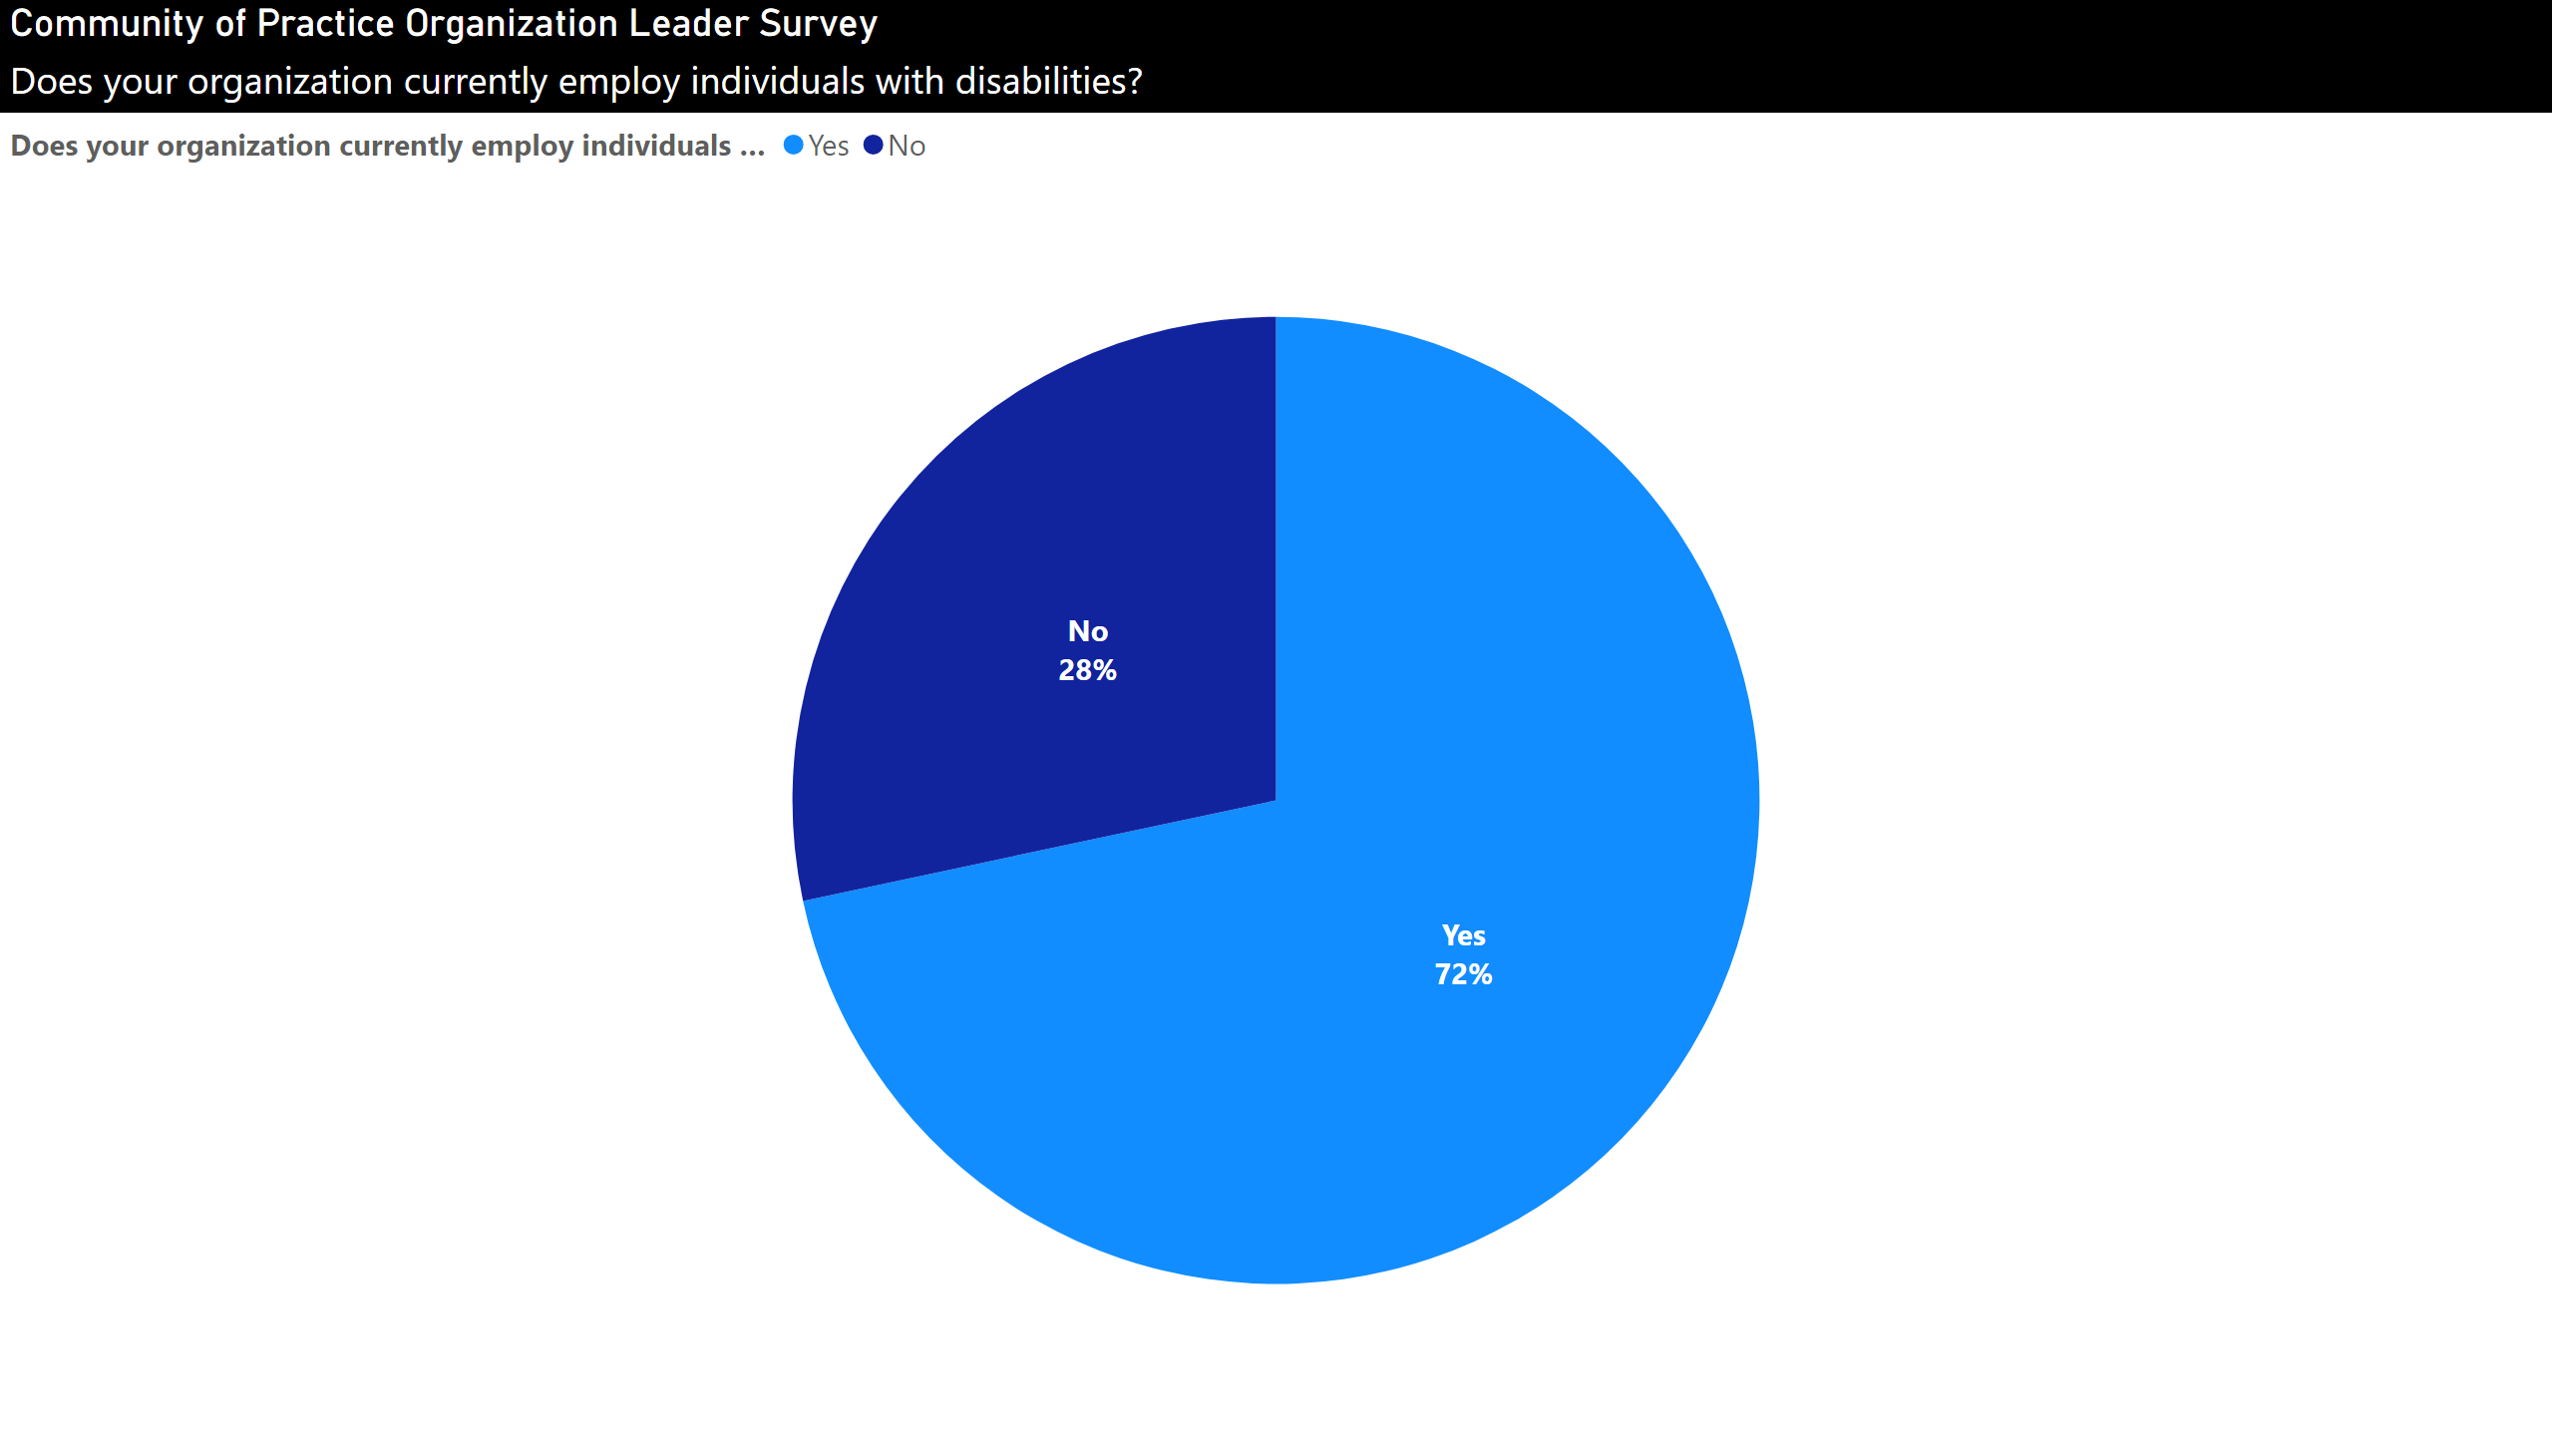 Community of Practice Organization Leader Survey
Does your organization currently employ individuals with disabilities?
Does your organization currently employ individuals ... Yes No
No
28%
Yes
72%